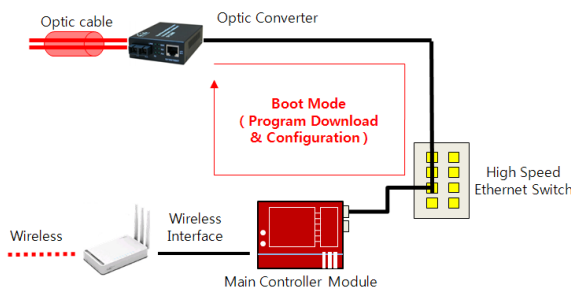 Optic cable
Optic Converter
Boot Mode
( Program Download
& Configuration )
High Speed
Ethernet Switch
Wireless
Wireless
Interface
Main Controller Module